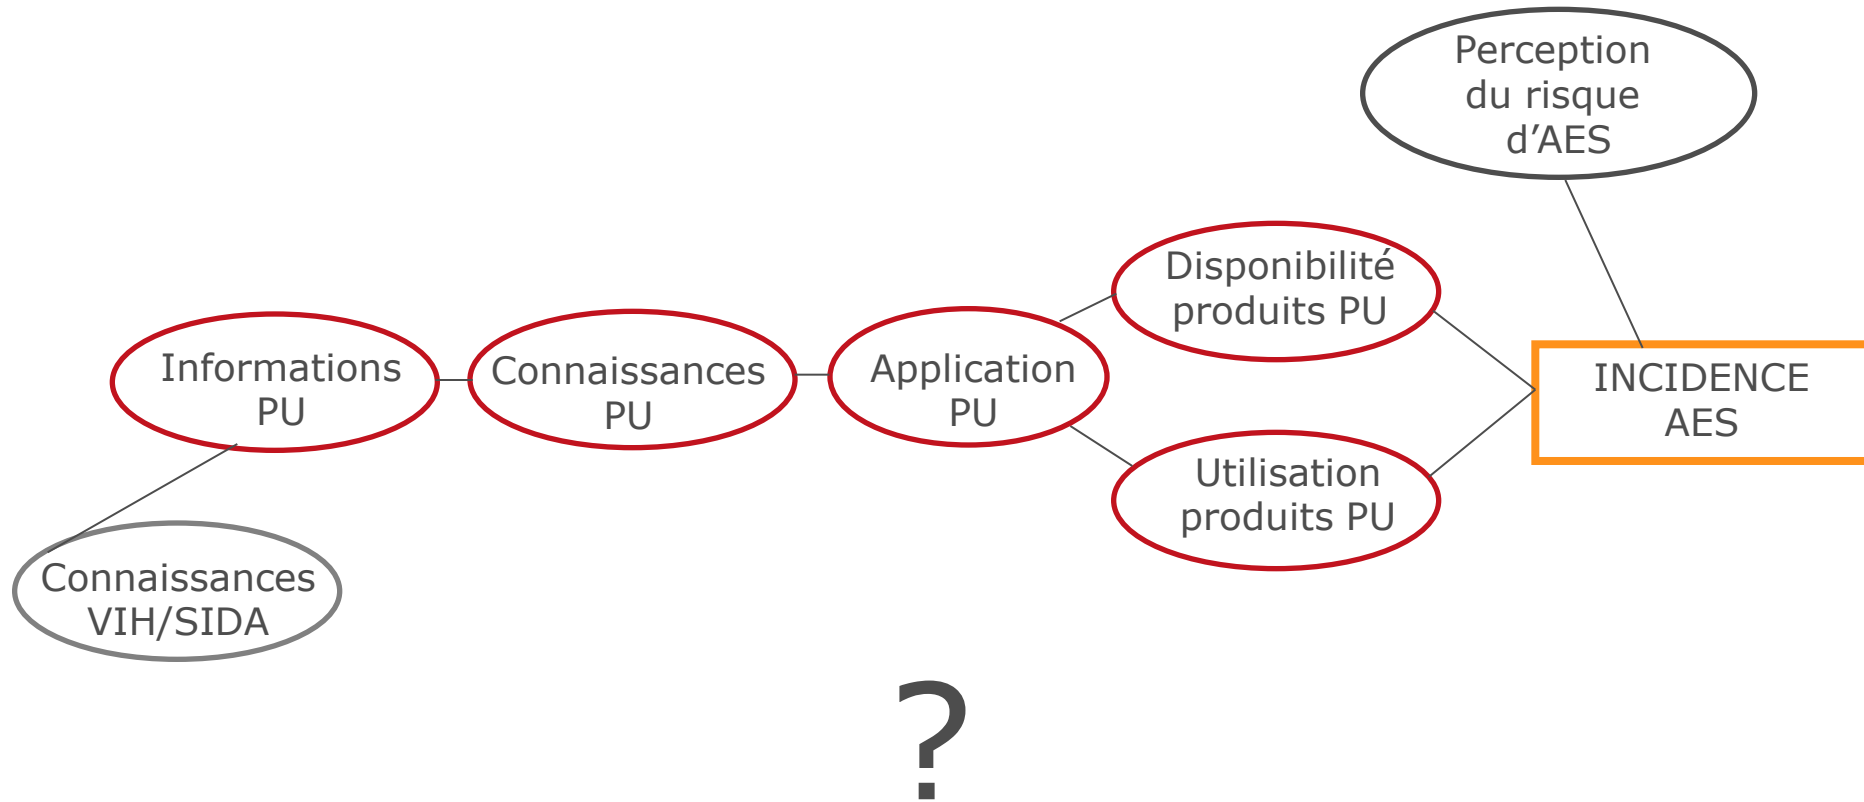 Perception
du risque
d’AES
Disponibilité
produits PU
Informations
PU
Connaissances
PU
Application
PU
INCIDENCE
AES
Utilisation
produits PU
Connaissances
VIH/SIDA
?